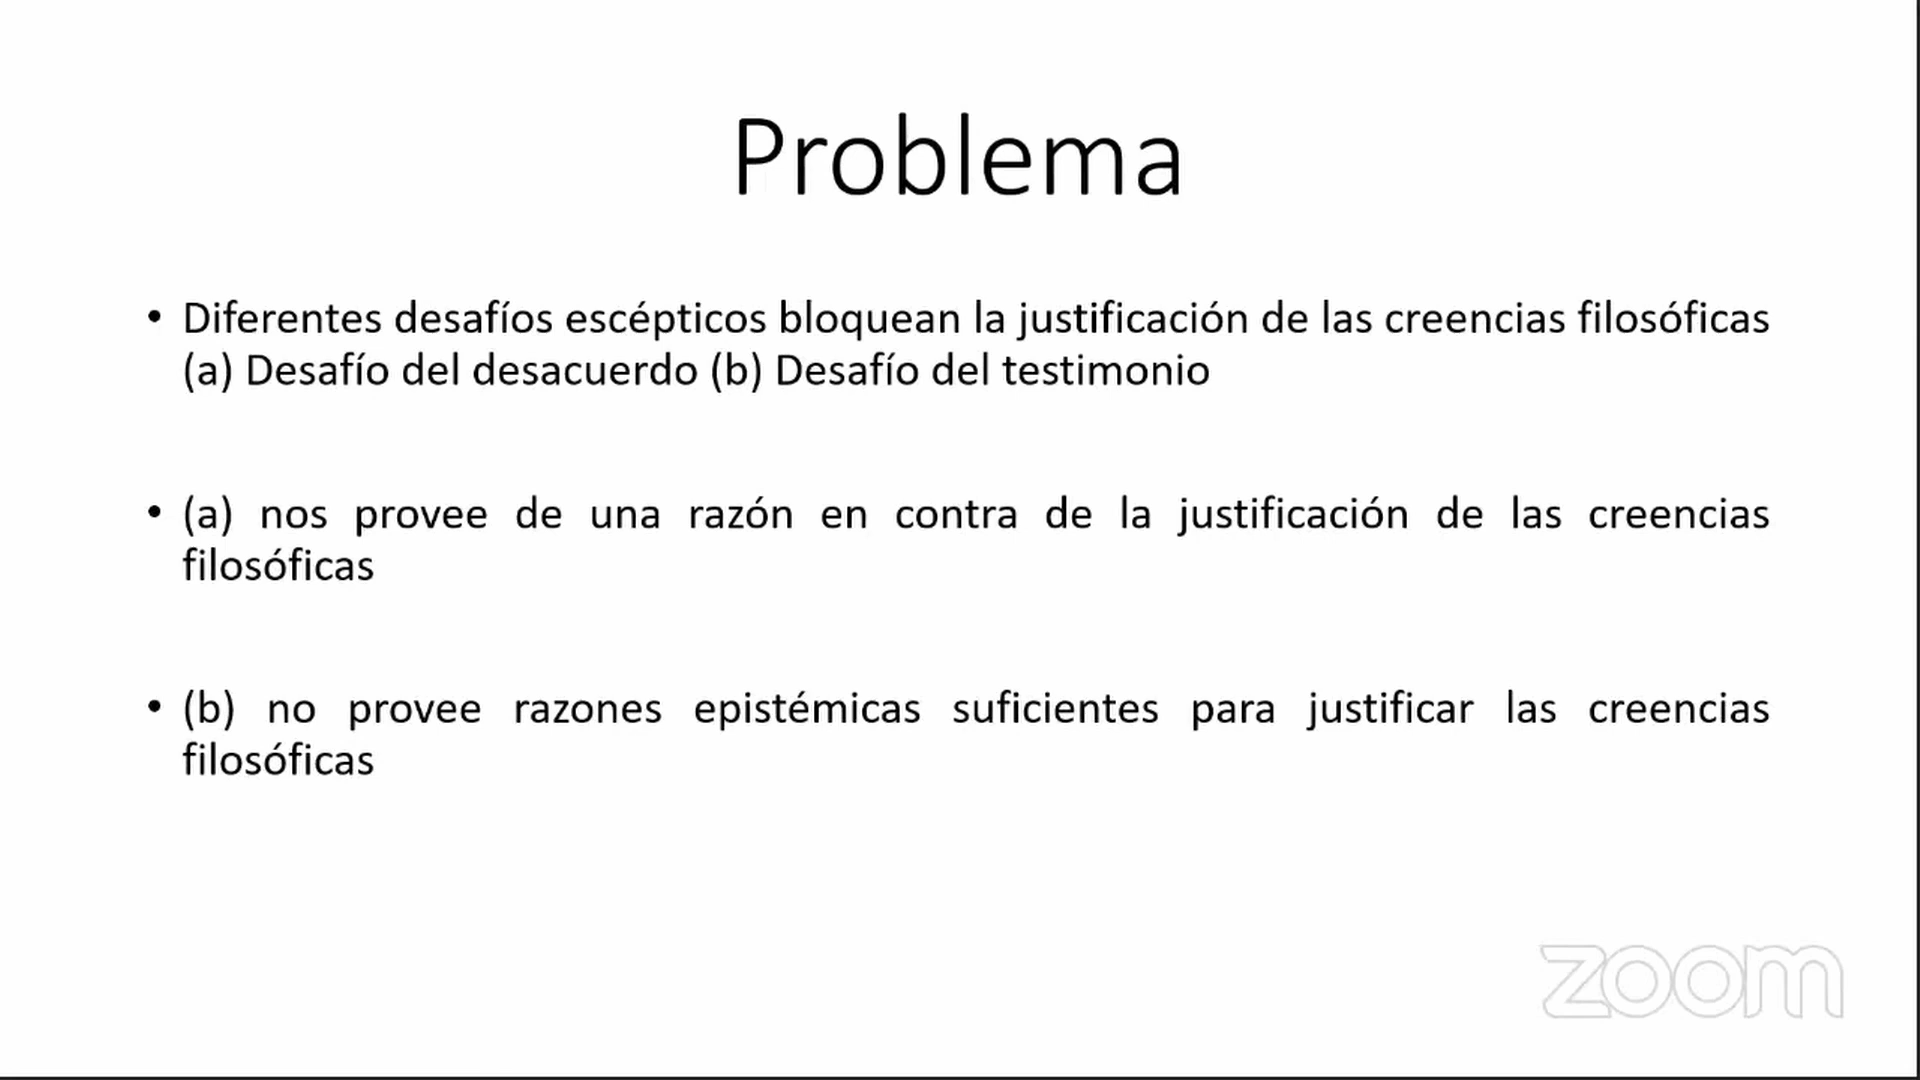 Problema
• Diferentes desafíos escépticos bloquean la justificación de las creencias filosóficas
(a) Desafío del desacuerdo (b) Desafío del testimonio
• (a) nos provee de una razón en contra de la justificación de las creencias
filosóficas
• (b) no provee razones epistémicas suficientes para justificar las creencias
filosóficas
zoom